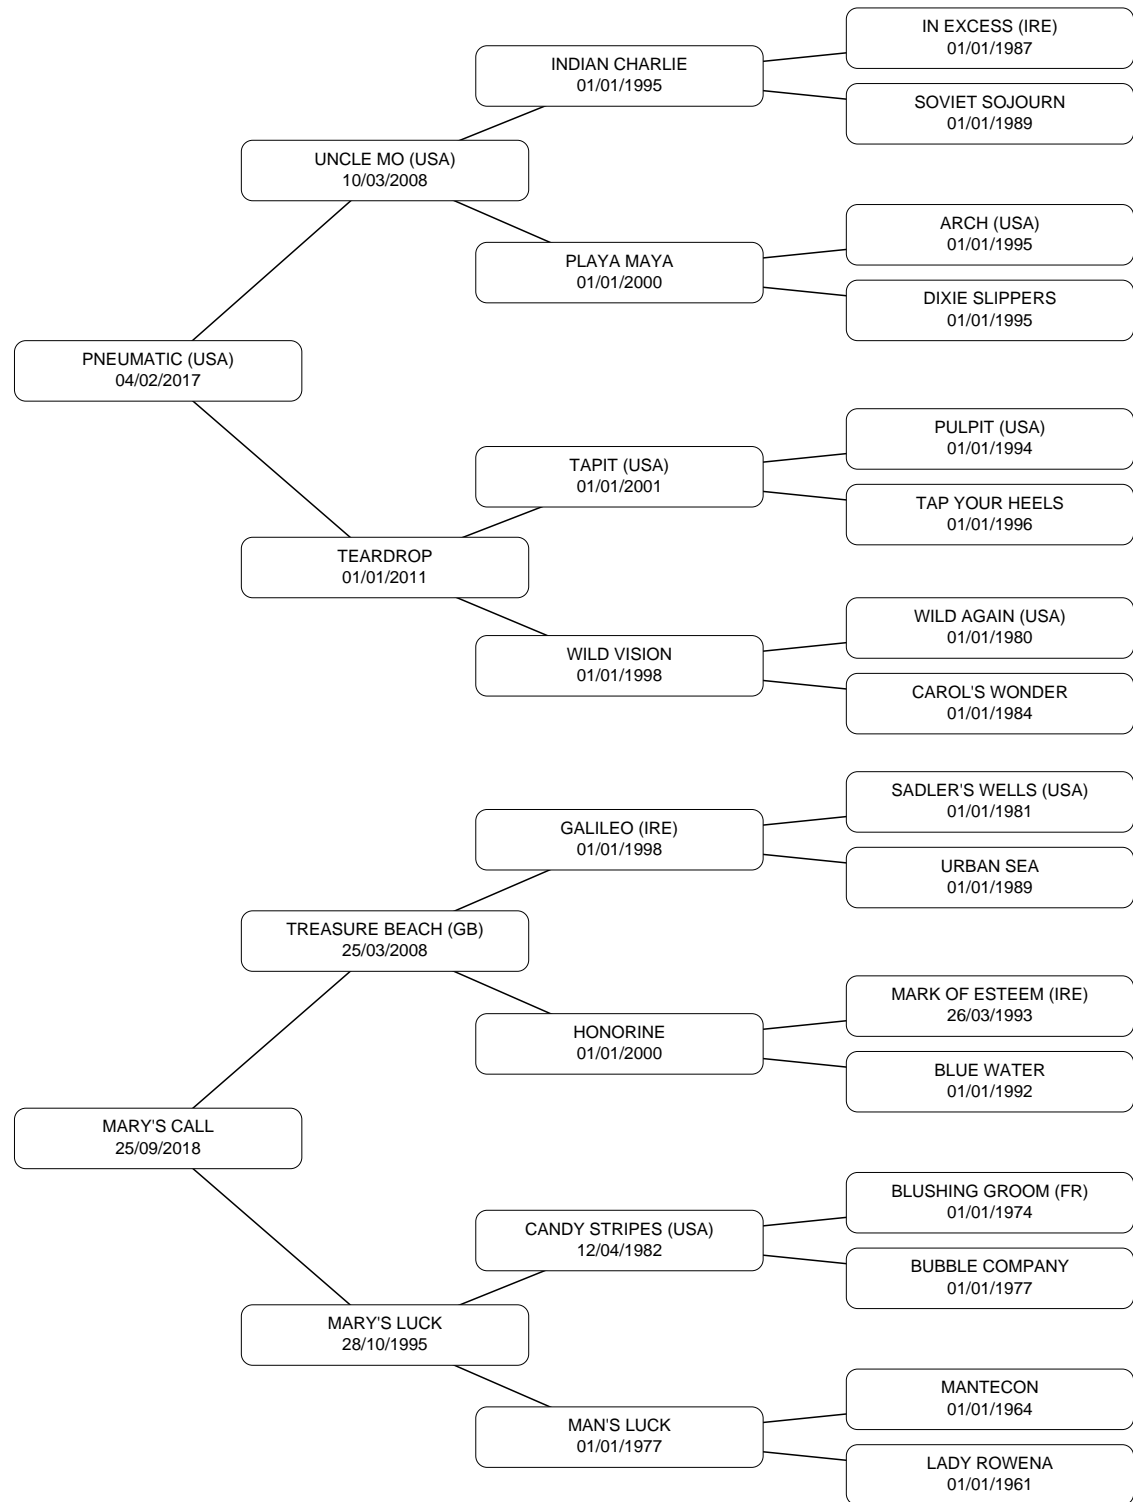 IN EXCESS (IRE)
01/01/1987
INDIAN CHARLIE
01/01/1995
SOVIET SOJOURN
01/01/1989
UNCLE MO (USA)
10/03/2008
ARCH (USA)
01/01/1995
PLAYA MAYA
01/01/2000
DIXIE SLIPPERS
01/01/1995
PNEUMATIC (USA)
04/02/2017
PULPIT (USA)
01/01/1994
TAPIT (USA)
01/01/2001
TAP YOUR HEELS
01/01/1996
TEARDROP
01/01/2011
WILD AGAIN (USA)
01/01/1980
WILD VISION
01/01/1998
CAROL'S WONDER
01/01/1984
SADLER'S WELLS (USA)
01/01/1981
GALILEO (IRE)
01/01/1998
URBAN SEA
01/01/1989
TREASURE BEACH (GB)
25/03/2008
MARK OF ESTEEM (IRE)
26/03/1993
HONORINE
01/01/2000
BLUE WATER
01/01/1992
MARY'S CALL
25/09/2018
BLUSHING GROOM (FR)
01/01/1974
CANDY STRIPES (USA)
12/04/1982
BUBBLE COMPANY
01/01/1977
MARY'S LUCK
28/10/1995
MANTECON
01/01/1964
MAN'S LUCK
01/01/1977
LADY ROWENA
01/01/1961